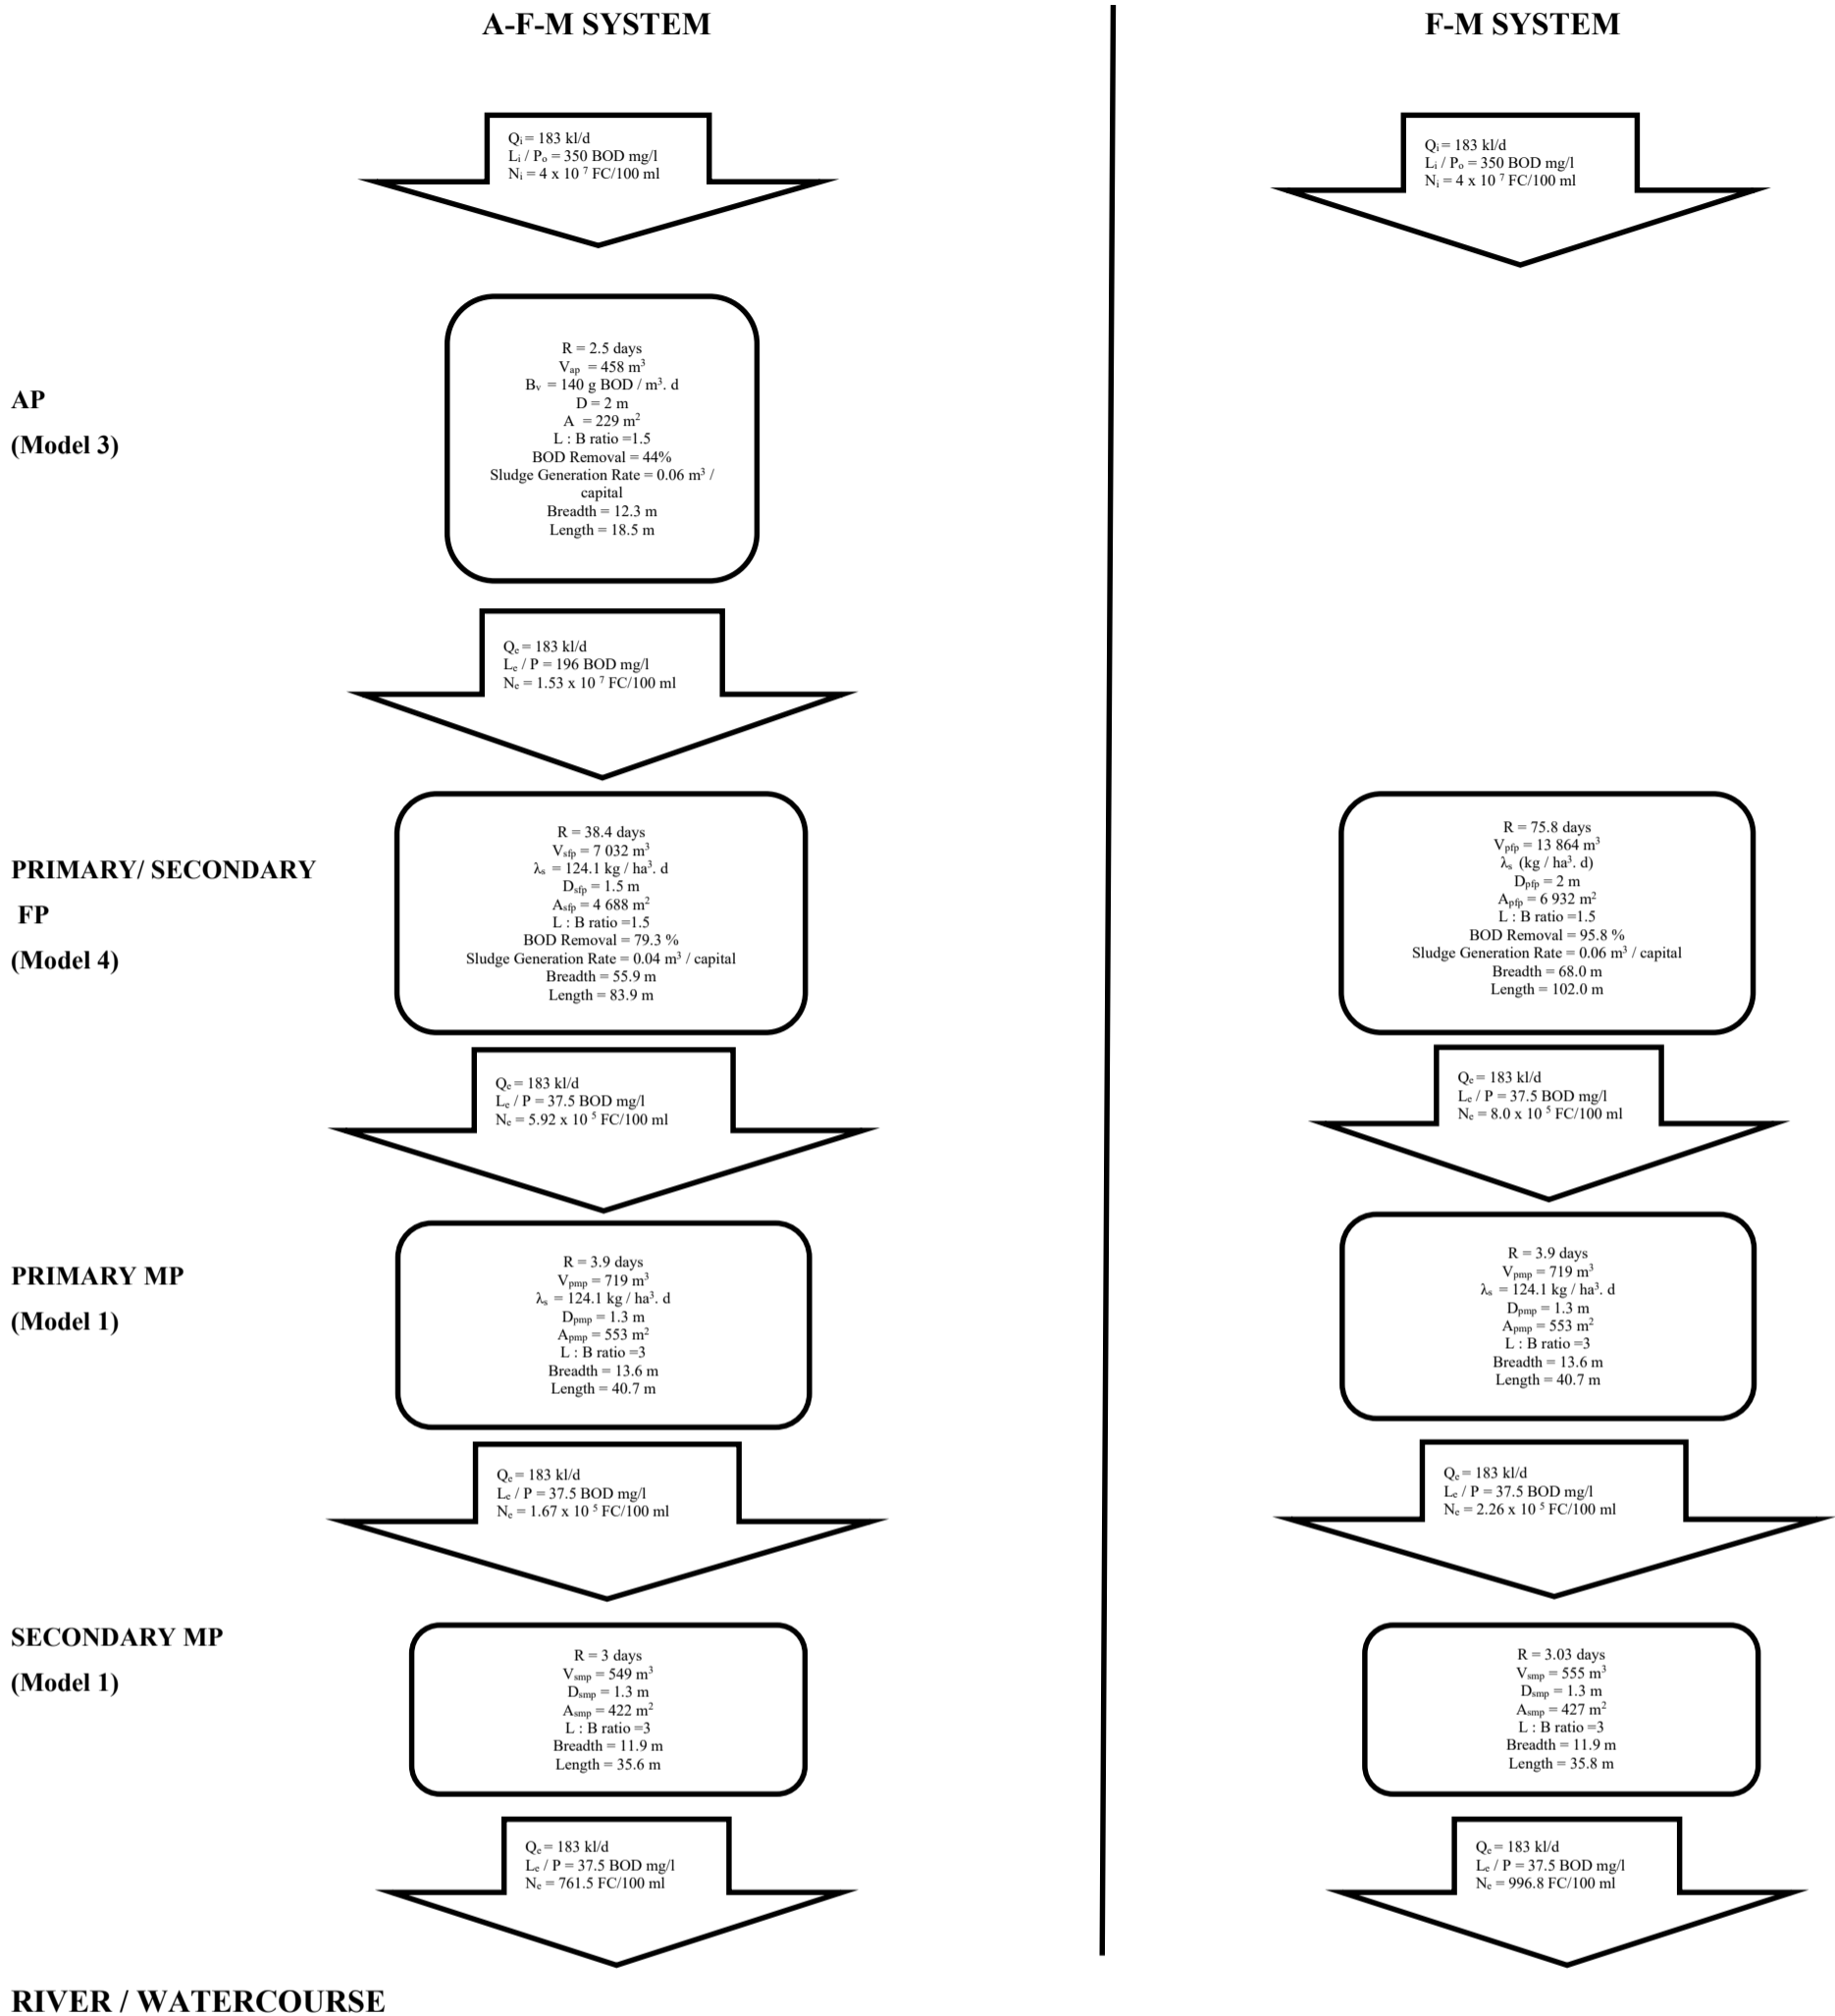 A-F-M SYSTEM
F-M SYSTEM
Qᵢ = 183 kl/d
Lᵢ / Pₒ = 350 BOD mg/l
Nᵢ = 4 x 10 ⁷ FC/100 ml
Qᵢ = 183 kl/d
Lᵢ / Pₒ = 350 BOD mg/l
Nᵢ = 4 x 10 ⁷ FC/100 ml
AP
(Model 3)
R = 2.5 days
Vap = 458 m³
Bᵥ = 140 g BOD / m³. d
D = 2 m
A = 229 m²
L : B ratio =1.5
BOD Removal = 44%
Sludge Generation Rate = 0.06 m³ /
capital
Breadth = 12.3 m
Length = 18.5 m
Qₑ = 183 kl/d
Lₑ / P = 196 BOD mg/l
Nₑ = 1.53 x 10 ⁷ FC/100 ml
PRIMARY/ SECONDARY
FP
(Model 4)
R = 38.4 days
Vsfp = 7 032 m³
λₛ = 124.1 kg / ha³. d
Dsfp = 1.5 m
Asfp = 4 688 m²
L : B ratio =1.5
BOD Removal = 79.3 %
Sludge Generation Rate = 0.04 m³ / capital
Breadth = 55.9 m
Length = 83.9 m
R = 75.8 days
Vpfp = 13 864 m³
λₛ (kg / ha³. d)
Dpfp = 2 m
Apfp = 6 932 m²
L : B ratio =1.5
BOD Removal = 95.8 %
Sludge Generation Rate = 0.06 m³ / capital
Breadth = 68.0 m
Length = 102.0 m
Qₑ = 183 kl/d
Lₑ / P = 37.5 BOD mg/l
Nₑ = 5.92 x 10 ⁵ FC/100 ml
Qₑ = 183 kl/d
Lₑ / P = 37.5 BOD mg/l
Nₑ = 8.0 x 10 ⁵ FC/100 ml
PRIMARY MP
(Model 1)
R = 3.9 days
Vpmp = 719 m³
λₛ = 124.1 kg / ha³. d
Dpmp = 1.3 m
Apmp = 553 m²
L : B ratio =3
Breadth = 13.6 m
Length = 40.7 m
R = 3.9 days
Vpmp = 719 m³
λₛ = 124.1 kg / ha³. d
Dpmp = 1.3 m
Apmp = 553 m²
L : B ratio =3
Breadth = 13.6 m
Length = 40.7 m
Qₑ = 183 kl/d
Lₑ / P = 37.5 BOD mg/l
Nₑ = 1.67 x 10 ⁵ FC/100 ml
Qₑ = 183 kl/d
Lₑ / P = 37.5 BOD mg/l
Nₑ = 2.26 x 10 ⁵ FC/100 ml
SECONDARY MP
(Model 1)
R = 3 days
Vsmp = 549 m³
Dsmp = 1.3 m
Asmp = 422 m²
L : B ratio =3
Breadth = 11.9 m
Length = 35.6 m
R = 3.03 days
Vsmp = 555 m³
Dsmp = 1.3 m
Asmp = 427 m²
L : B ratio =3
Breadth = 11.9 m
Length = 35.8 m
Qₑ = 183 kl/d
Lₑ / P = 37.5 BOD mg/l
Nₑ = 761.5 FC/100 ml
Qₑ = 183 kl/d
Lₑ / P = 37.5 BOD mg/l
Nₑ = 996.8 FC/100 ml
RIVER / WATERCOURSE